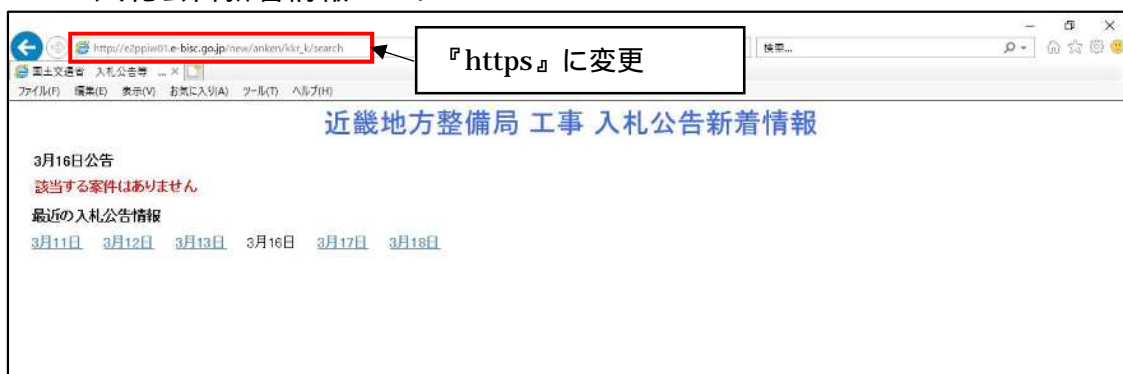 http://e2ppiw01.e-bisc.go.jp/new/anken/kkr_k/search
検索...
『https』に変更
国土交通省 入札公告等 ...
ファイル(F) 編集(E) 表示(V) お気に入り(A) ツール(T) ヘルプ(H)
近畿地方整備局 工事 入札公告新着情報
3月16日公告
該当する案件はありません
最近の入札公告情報
3月11日 3月12日 3月13日 3月16日 3月17日 3月18日